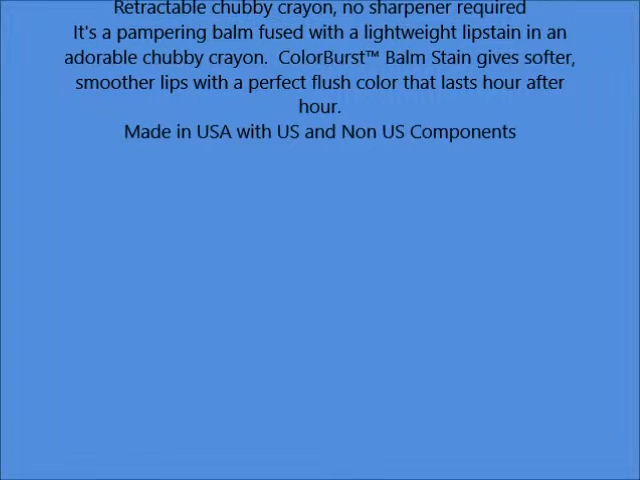 Retractable chubby crayon, no sharpener required
It's a pampering balm fused with a lightweight lipstain in an
adorable chubby crayon.  ColorBurst™ Balm Stain gives softer,
smoother lips with a perfect flush color that lasts hour after
hour.
Made in USA with US and Non US Components